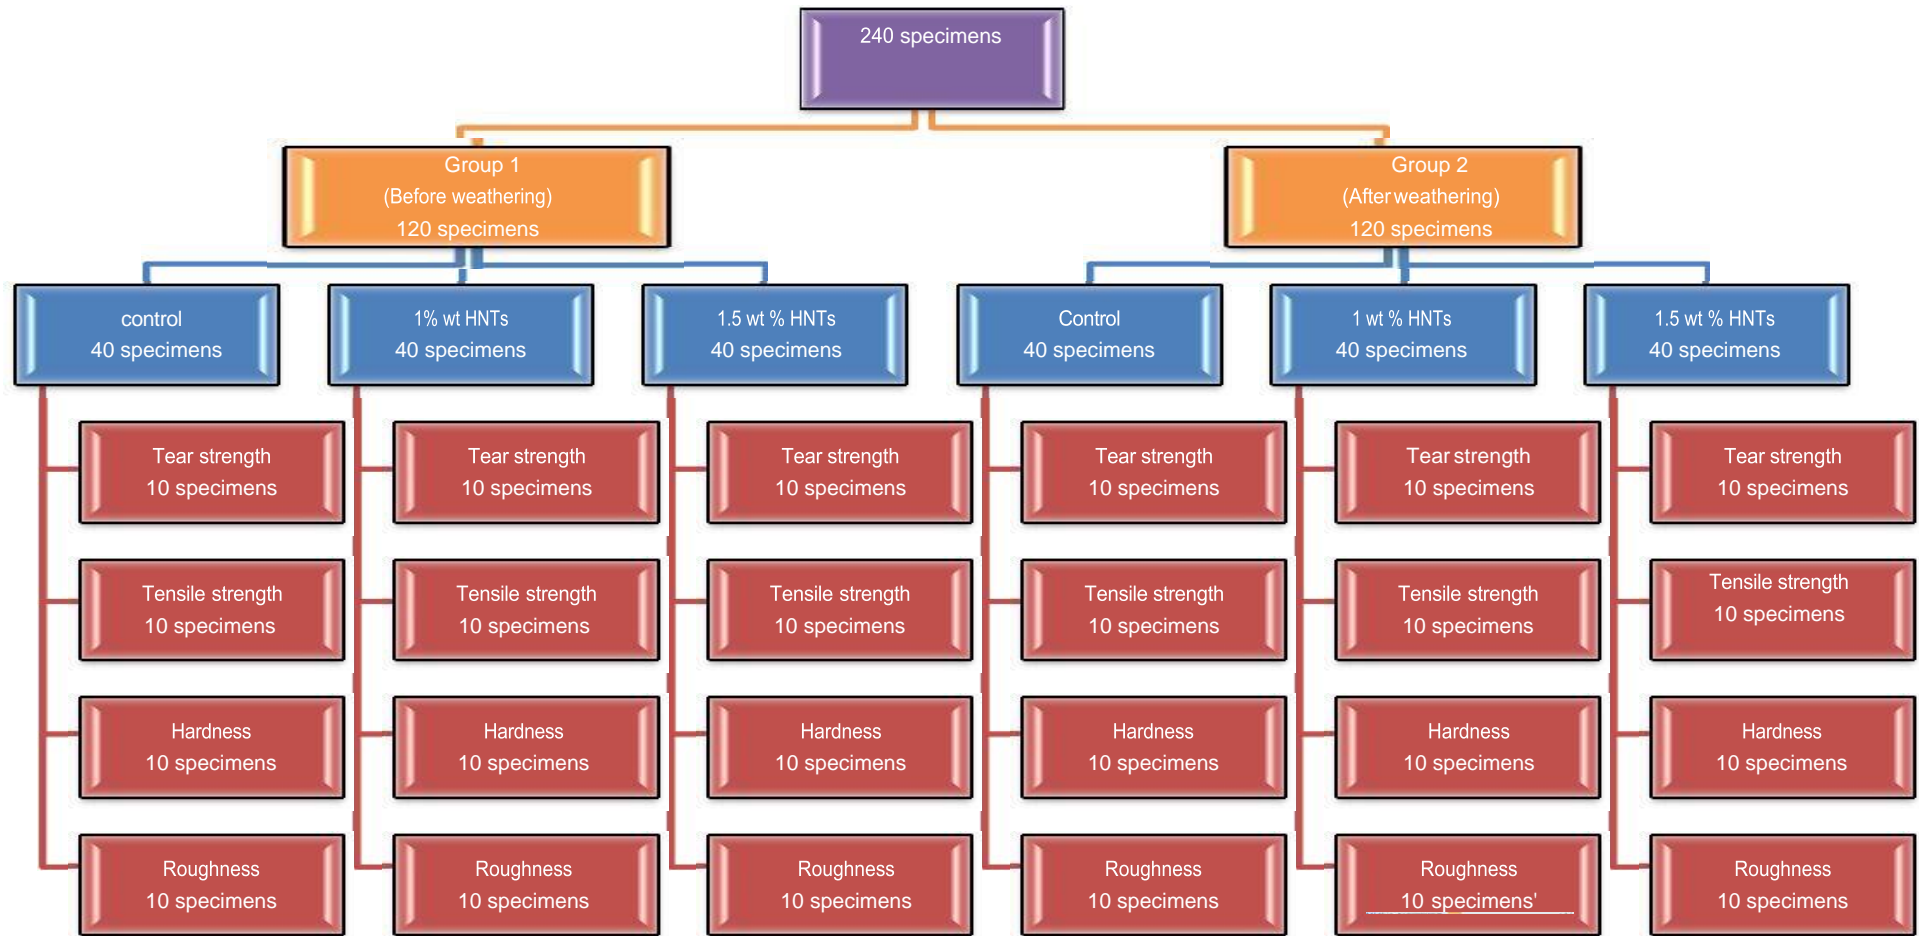 240 specimens
Group 1
(Before weathering)
120 specimens
Group 2
(After weathering)
120 specimens
control
40 specimens
1% wt HNTs
40 specimens
1.5 wt % HNTs
40 specimens
Control
40 specimens
1 wt % HNTs
40 specimens
1.5 wt % HNTs
40 specimens
Tear strength
10 specimens
Tear strength
10 specimens
Tear strength
10 specimens
Tear strength
10 specimens
Tear strength
10 specimens
Tear strength
10 specimens
Tensile strength
10 specimens
Tensile strength
10 specimens
Tensile strength
10 specimens
Tensile strength
10 specimens
Tensile strength
10 specimens
Tensile strength
10 specimens
Hardness
10 specimens
Hardness
10 specimens
Hardness
10 specimens
Hardness
10 specimens
Hardness
10 specimens
Hardness
10 specimens
Roughness
10 specimens
Roughness
10 specimens
Roughness
10 specimens
Roughness
10 specimens
Roughness
10 specimens'
Roughness
10 specimens